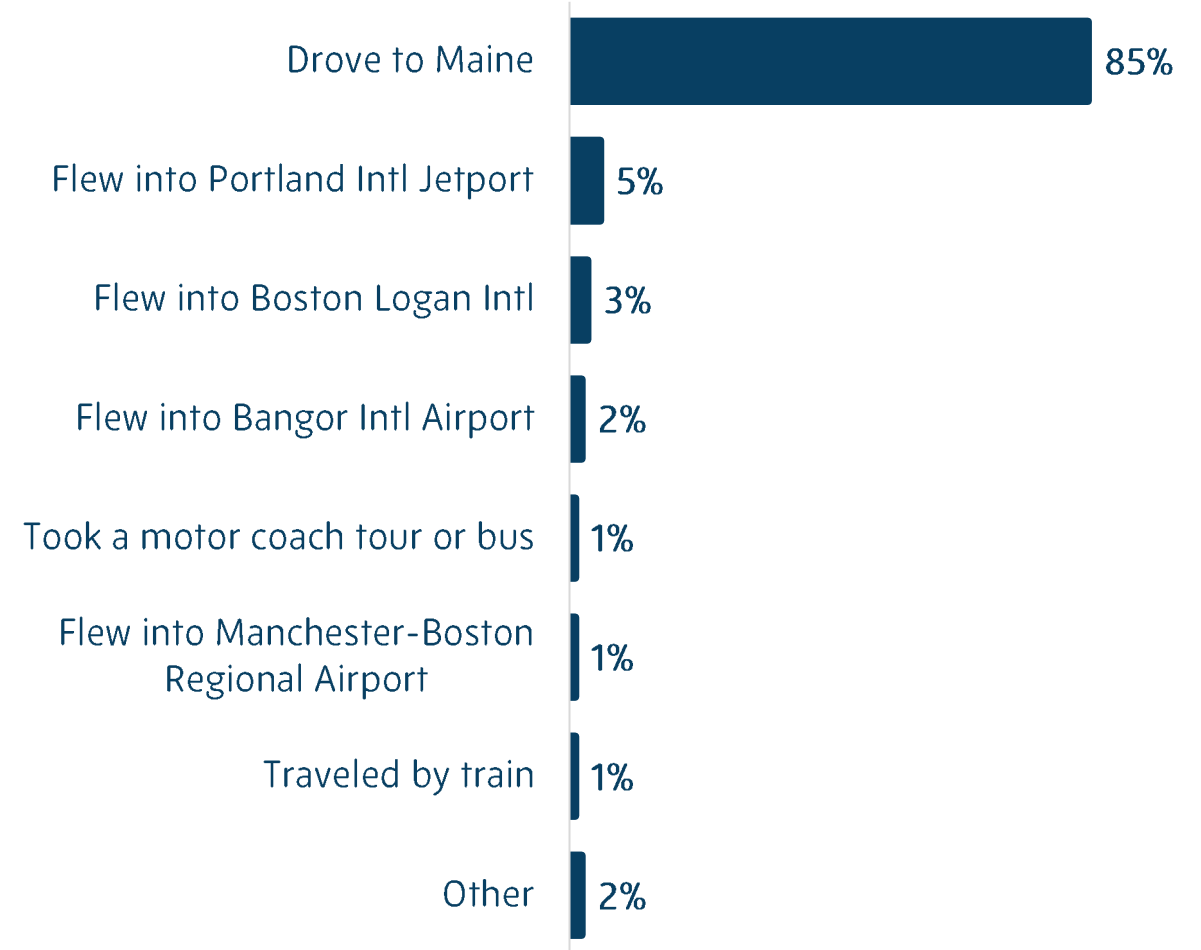 Drove to Maine 85%
Flew into Portland Intl Jetport 5%
Flew into Boston Logan Intl 3%
Flew into Bangor Intl Airport 2%
Took a motor coach tour or bus 1%
Flew into Manchester-Boston
Regional Airport 1%
Traveled by train 1%
Other 2%